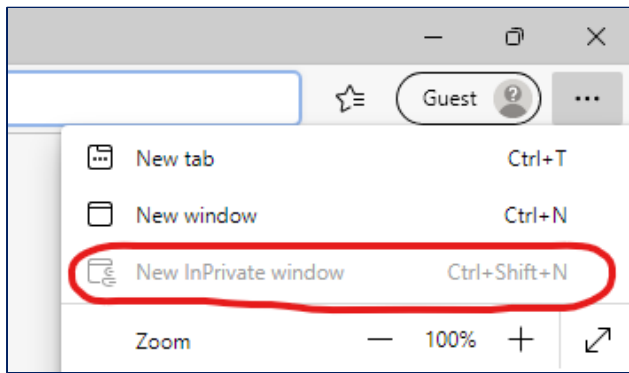 Guest
New tab Ctrl+T
New window Ctrl+N
New InPrivate window Ctrl+Shift+N
Zoom — 100% +